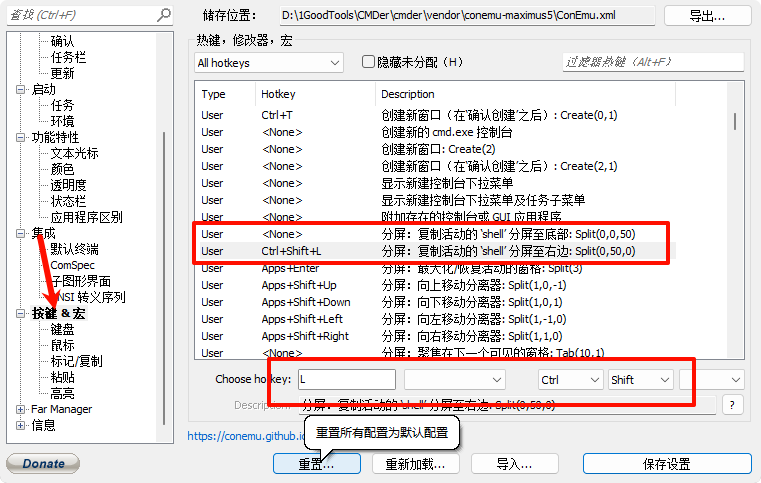 查找 (Ctrl+F)
储存位置:
D:\1GoodTools\CMDer\cmder\vendor\conemu-maximus5\ConEmu.xml
导出...
确认
任务栏
更新
启动
任务
环境
功能特性
文本光标
颜色
透明度
状态栏
应用程序区别
集成
默认终端
ComSpec
子图形界面
NSI 转义序列
按键 & 宏
键盘
鼠标
标记/复制
粘贴
高亮
Far Manager
信息
热键，修改器，宏
All hotkeys
隐藏未分配（H）
过滤器热键 (Alt+F)
Type Hotkey Description
User Ctrl+T 创建新窗口（在‘确认创建’之后）: Create(0,1)
User <None> 创建新的 cmd.exe 控制台
User <None> 创建新窗口: Create(2)
User <None> 创建新窗口（在‘确认创建’之后）: Create(2,1)
User <None> 显示新建控制台下拉菜单
User <None> 显示新建控制台下拉菜单及任务子菜单
User <None> 附加存在的控制台或 GUI 应用程序
User <None> 分屏：复制活动的 ‘shell’ 分屏至底部: Split(0,0,50)
User Ctrl+Shift+L 分屏：复制活动的 ‘shell’ 分屏至右边: Split(0,50,0)
User Apps+Enter 分屏：最大化/恢复活动的窗格: Split(3)
User Apps+Shift+Up 分屏：向上移动分离器: Split(1,0,-1)
User Apps+Shift+Down 分屏：向下移动分离器: Split(1,0,1)
User Apps+Shift+Left 分屏：向左移动分离器: Split(1,-1,0)
User Apps+Shift+Right 分屏：向右移动分离器: Split(1,1,0)
User <None> 分屏：聚焦在下一个可见的窗格: Tab(10,1)
Choose hotkey: L Ctrl Shift
Description: 分屏：复制活动的 ‘shell’ 分屏至右边: Split(0,50,0)
?
https://conemu.github.io
重置所有配置为默认配置
Donate
重置...
重新加载...
导入...
保存设置